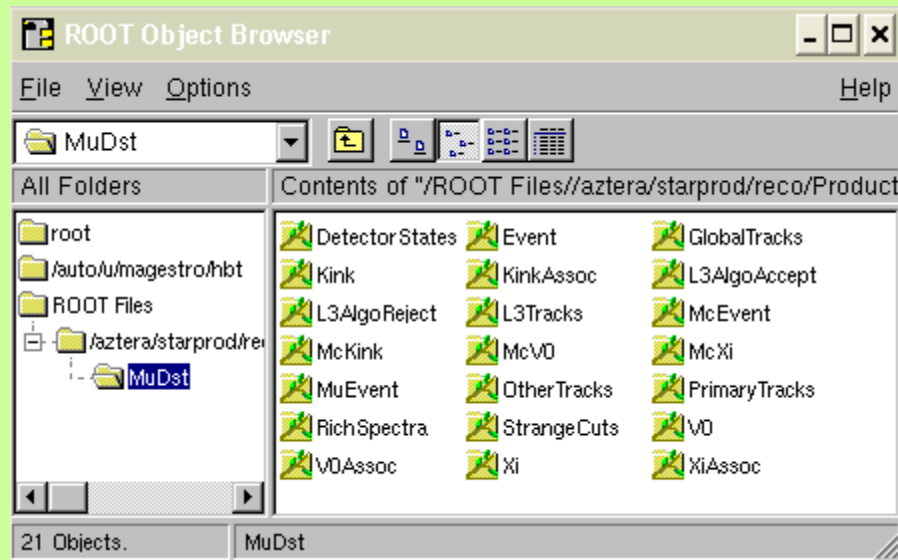 ROOT Object Browser
File View Options Help
MuDst
All Folders
Contents of "/ROOT Files//aztera/starprod/reco/Product
root
/auto/u/magestro/hbt
ROOT Files
/aztera/starprod/re
MuDst
DetectorStates Event GlobalTracks
Kink KinkAssoc L3AlgoAccept
L3AlgoReject L3Tracks McEvent
McKink McV0 McXi
MuEvent OtherTracks PrimaryTracks
RichSpectra StrangeCuts V0
V0Assoc Xi XiAssoc
21 Objects.
MuDst